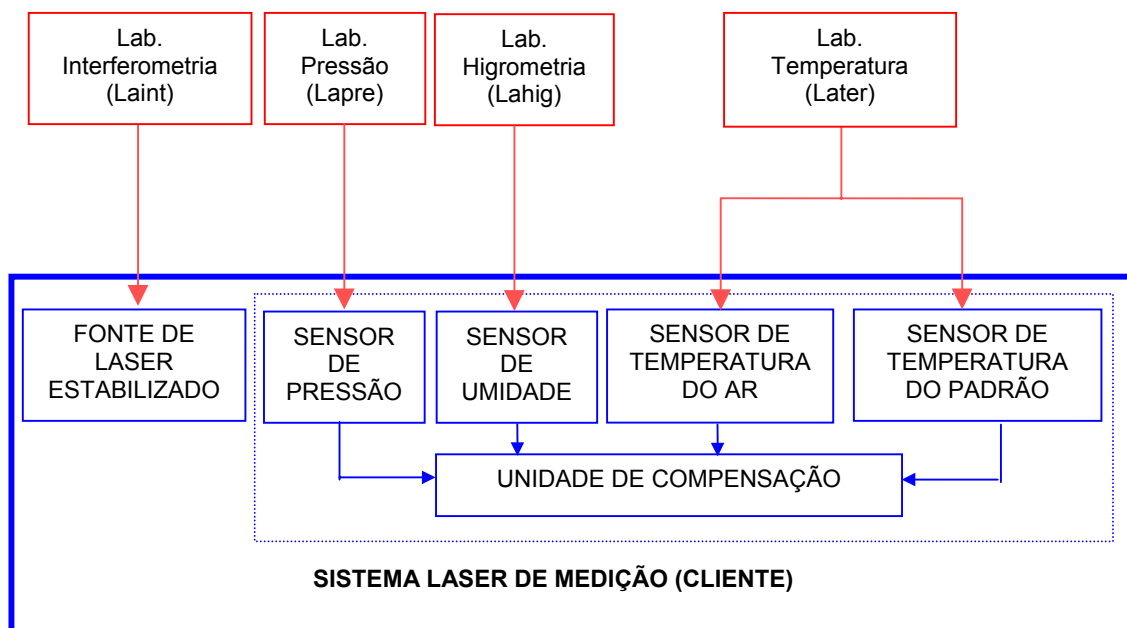 Lab.
Interferometria
(Laint)
Lab.
Pressão
(Lapre)
Lab.
Higrometria
(Lahig)
Lab.
Temperatura
(Later)
FONTE DE
LASER
ESTABILIZADO
SENSOR
DE
PRESSÃO
SENSOR
DE
UMIDADE
SENSOR DE
TEMPERATURA
DO AR
SENSOR DE
TEMPERATURA
DO PADRÃO
UNIDADE DE COMPENSAÇÃO
SISTEMA LASER DE MEDIÇÃO (CLIENTE)